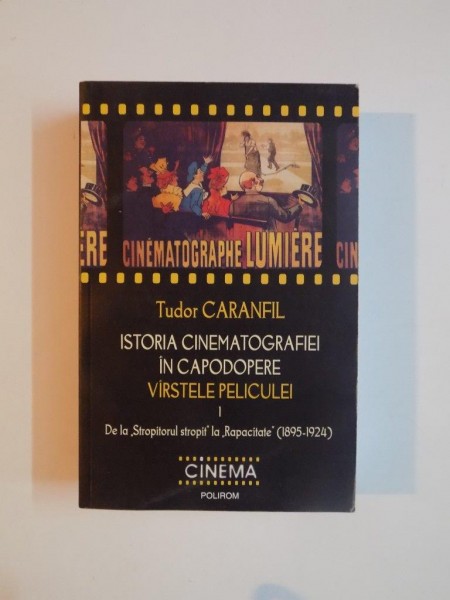 ÈRE
CINÉMATOGRAPHE LUMIÈRE
CIN
Tudor CARANFIL
ISTORIA CINEMATOGRAFIEI
ÎN CAPODOPERE
VÎRSTELE PELICULEI
I
De la „Stropitorul stropit" la „Rapacitate" (1895-1924)
CINEMA
POLIROM